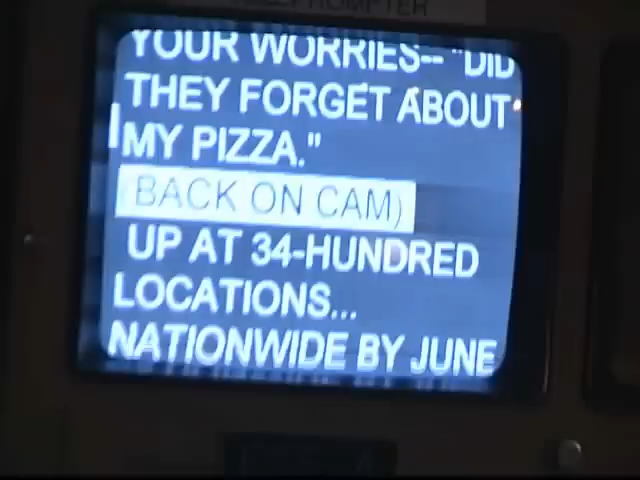 YOUR WORRIES-- "DID
THEY FORGET ABOUT
MY PIZZA."
(BACK ON CAM)
UP AT 34-HUNDRED
LOCATIONS...
NATIONWIDE BY JUNE